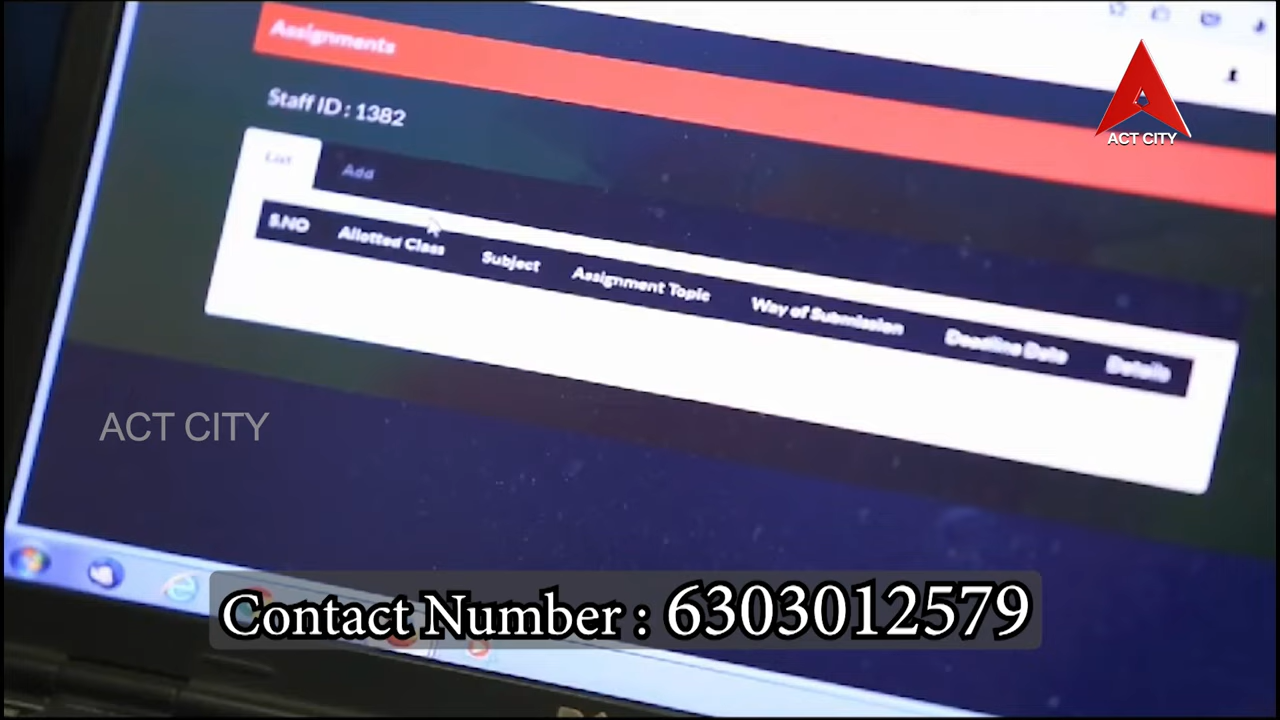 Assignments
Staff ID : 1382
List
Add
S.NO Allotted Class Subject Assignment Topic Way of Submission Deadline Date Details
ACT CITY
ACT CITY
Contact Number : 6303012579